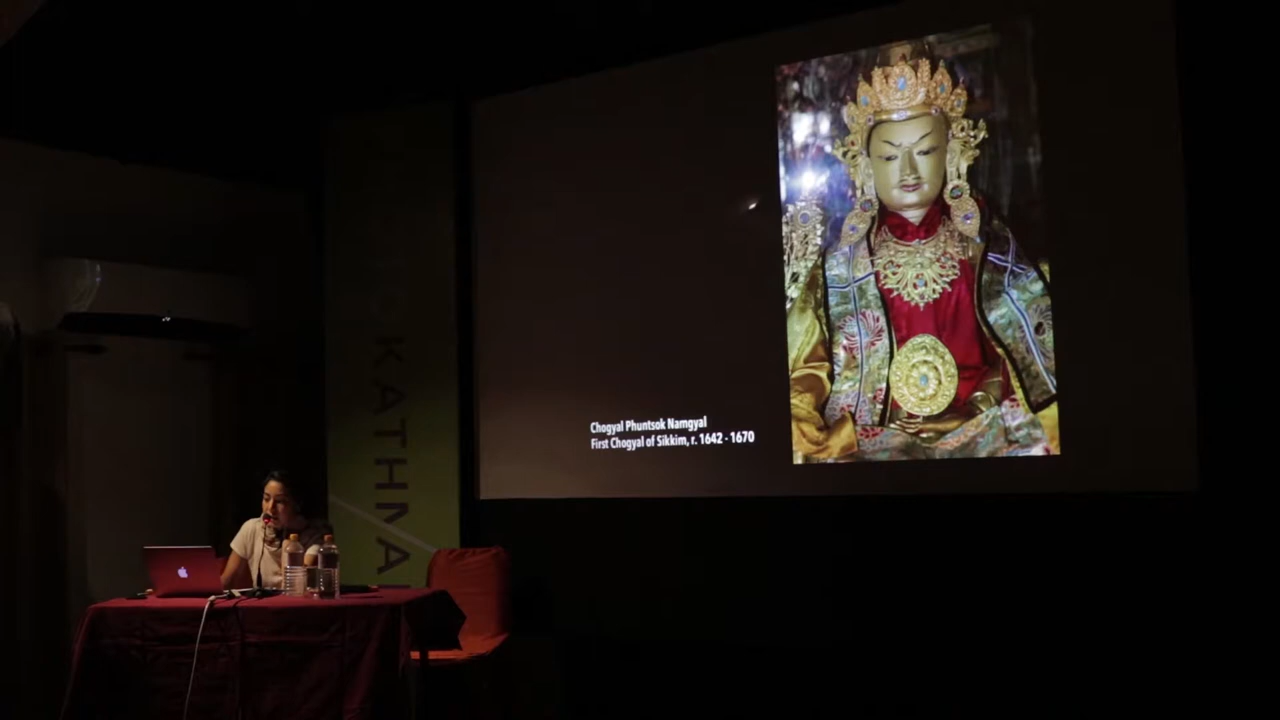 KATHMA
Chogyal Phuntsok Namgyal
First Chogyal of Sikkim, r. 1642 - 1670